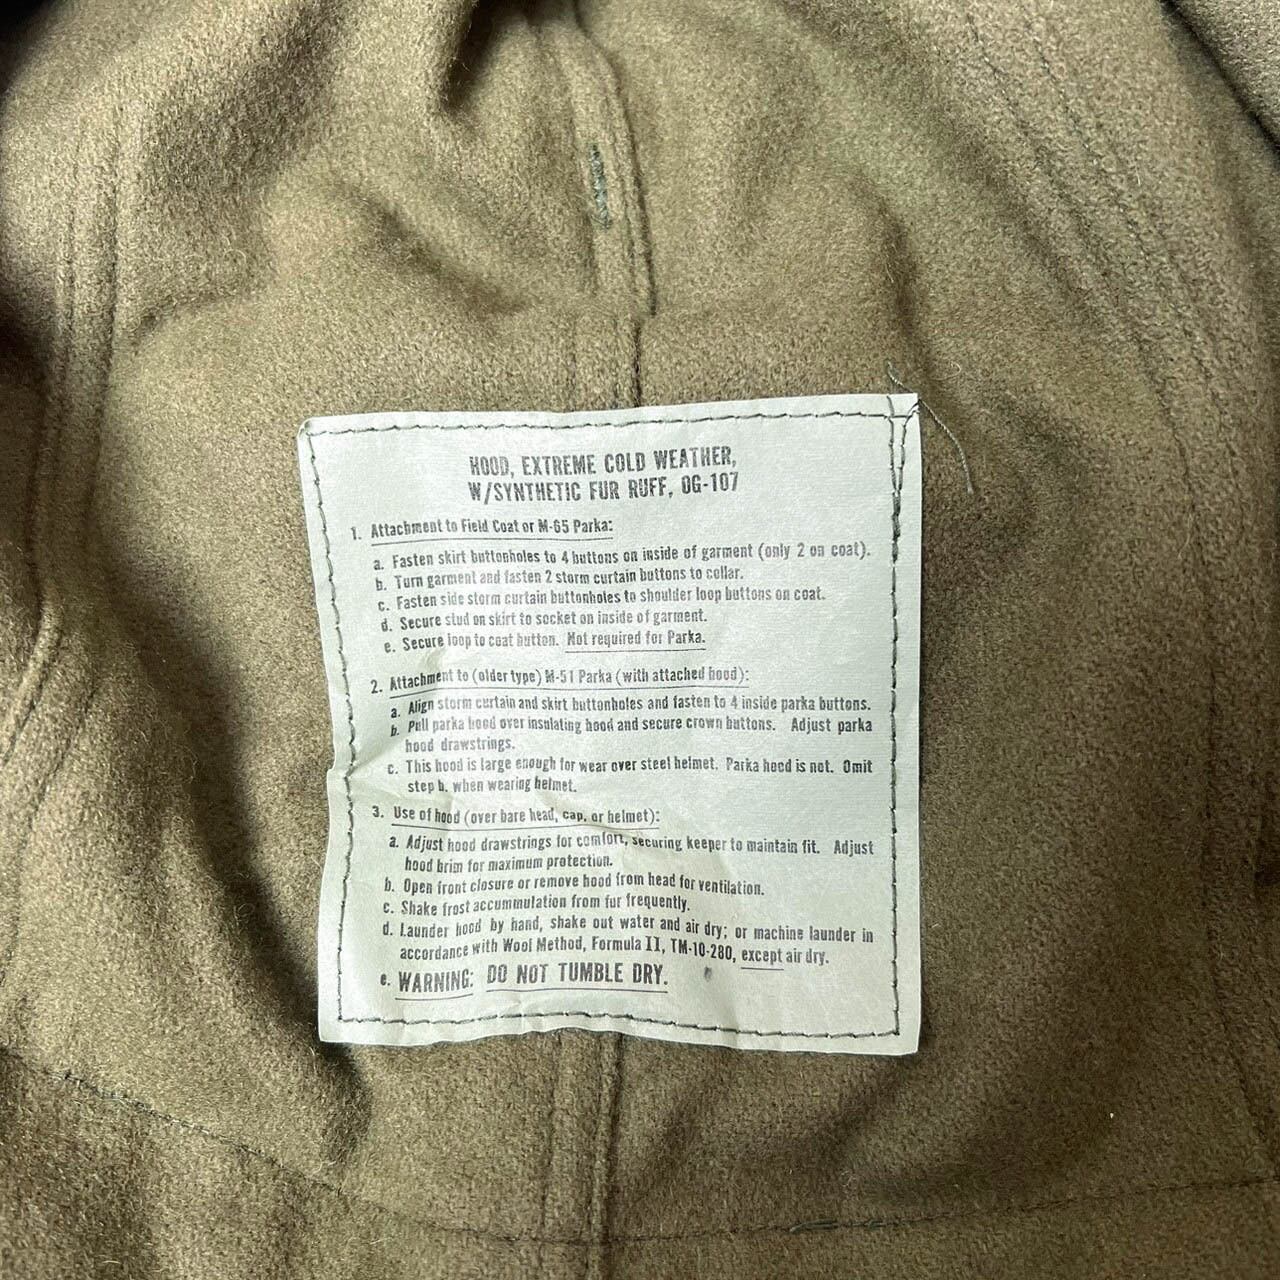 HOOD, EXTREME COLD WEATHER,
W/SYNTHETIC FUR RUFF, OG-107
1. Attachment to Field Coat or M-65 Parka:
a. Fasten skirt buttonholes to 4 buttons on inside of garment (only 2 on coat).
b. Turn garment and fasten 2 storm curtain buttons to collar.
c. Fasten side storm curtain buttonholes to shoulder loop buttons on coat.
d. Secure stud on skirt to socket on inside of garment.
e. Secure loop to coat button. Not required for Parka.
2. Attachment to (older type) M-51 Parka (with attached hood):
a. Align storm curtain and skirt buttonholes and fasten to 4 inside parka buttons.
b. Pull parka hood over insulating hood and secure crown buttons. Adjust parka
hood drawstrings.
c. This hood is large enough for wear over steel helmet. Parka hood is not. Omit
step b. when wearing helmet.
3. Use of hood (over bare head, cap, or helmet):
a. Adjust hood drawstrings for comfort, securing keeper to maintain fit. Adjust
hood brim for maximum protection.
b. Open front closure or remove hood from head for ventilation.
c. Shake frost accumulation from fur frequently.
d. Launder hood by hand, shake out water and air dry; or machine launder in
accordance with Wool Method, Formula II, TM-10-280, except air dry.
e. WARNING: DO NOT TUMBLE DRY.